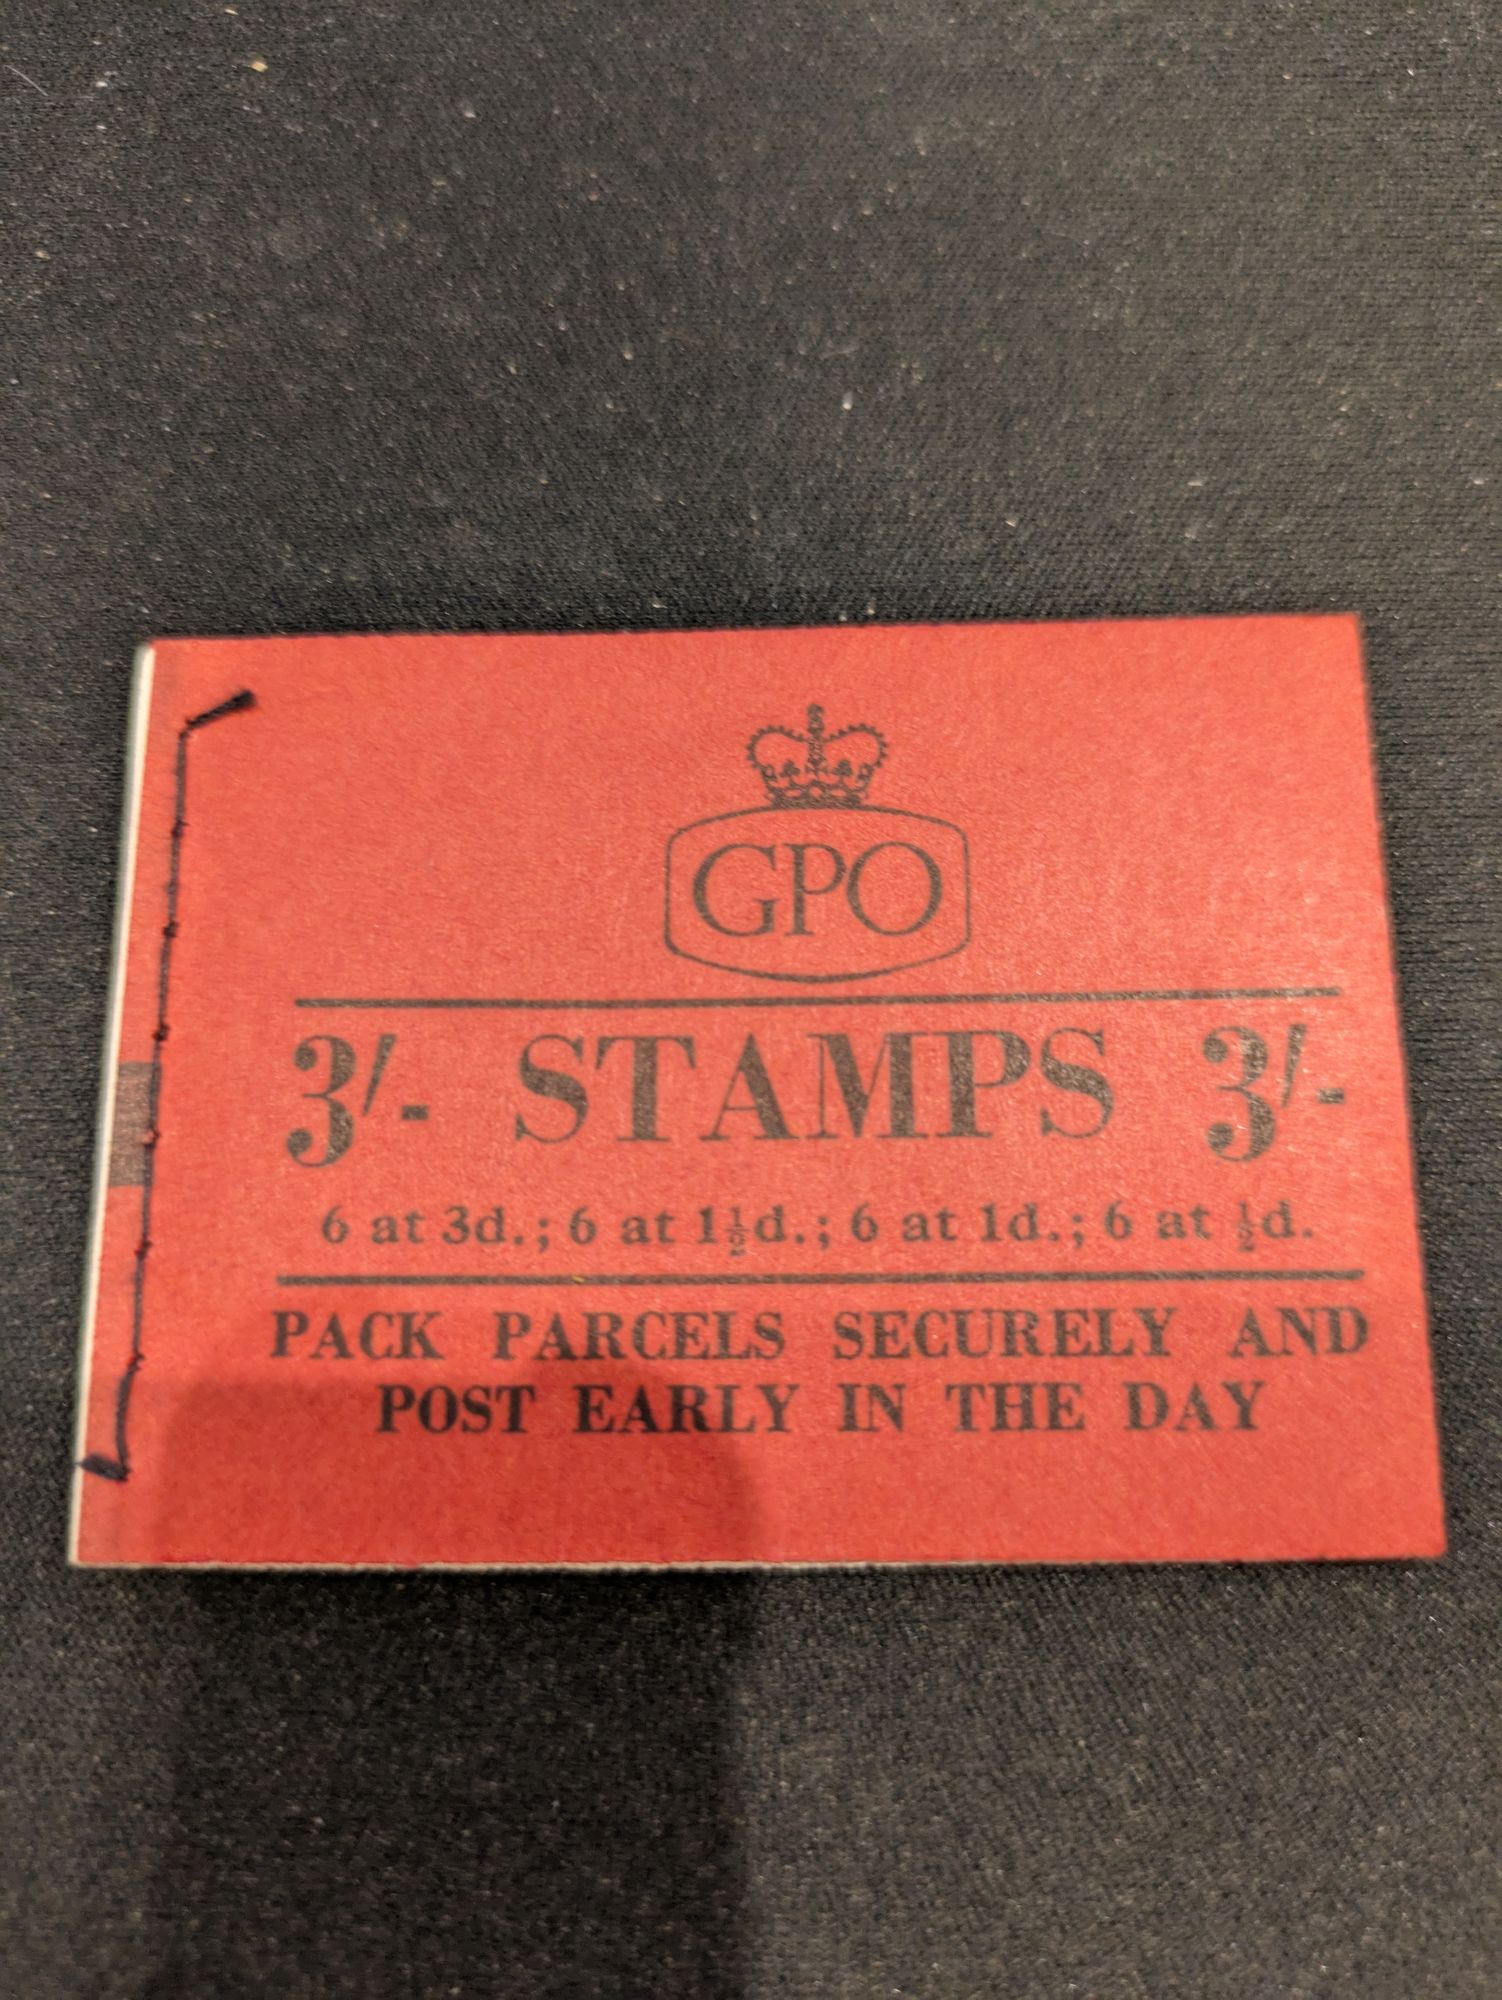 GPO
3/- STAMPS 3/-
6 at 3d.; 6 at 1½d.; 6 at 1d.; 6 at ½d.
PACK PARCELS SECURELY AND
POST EARLY IN THE DAY